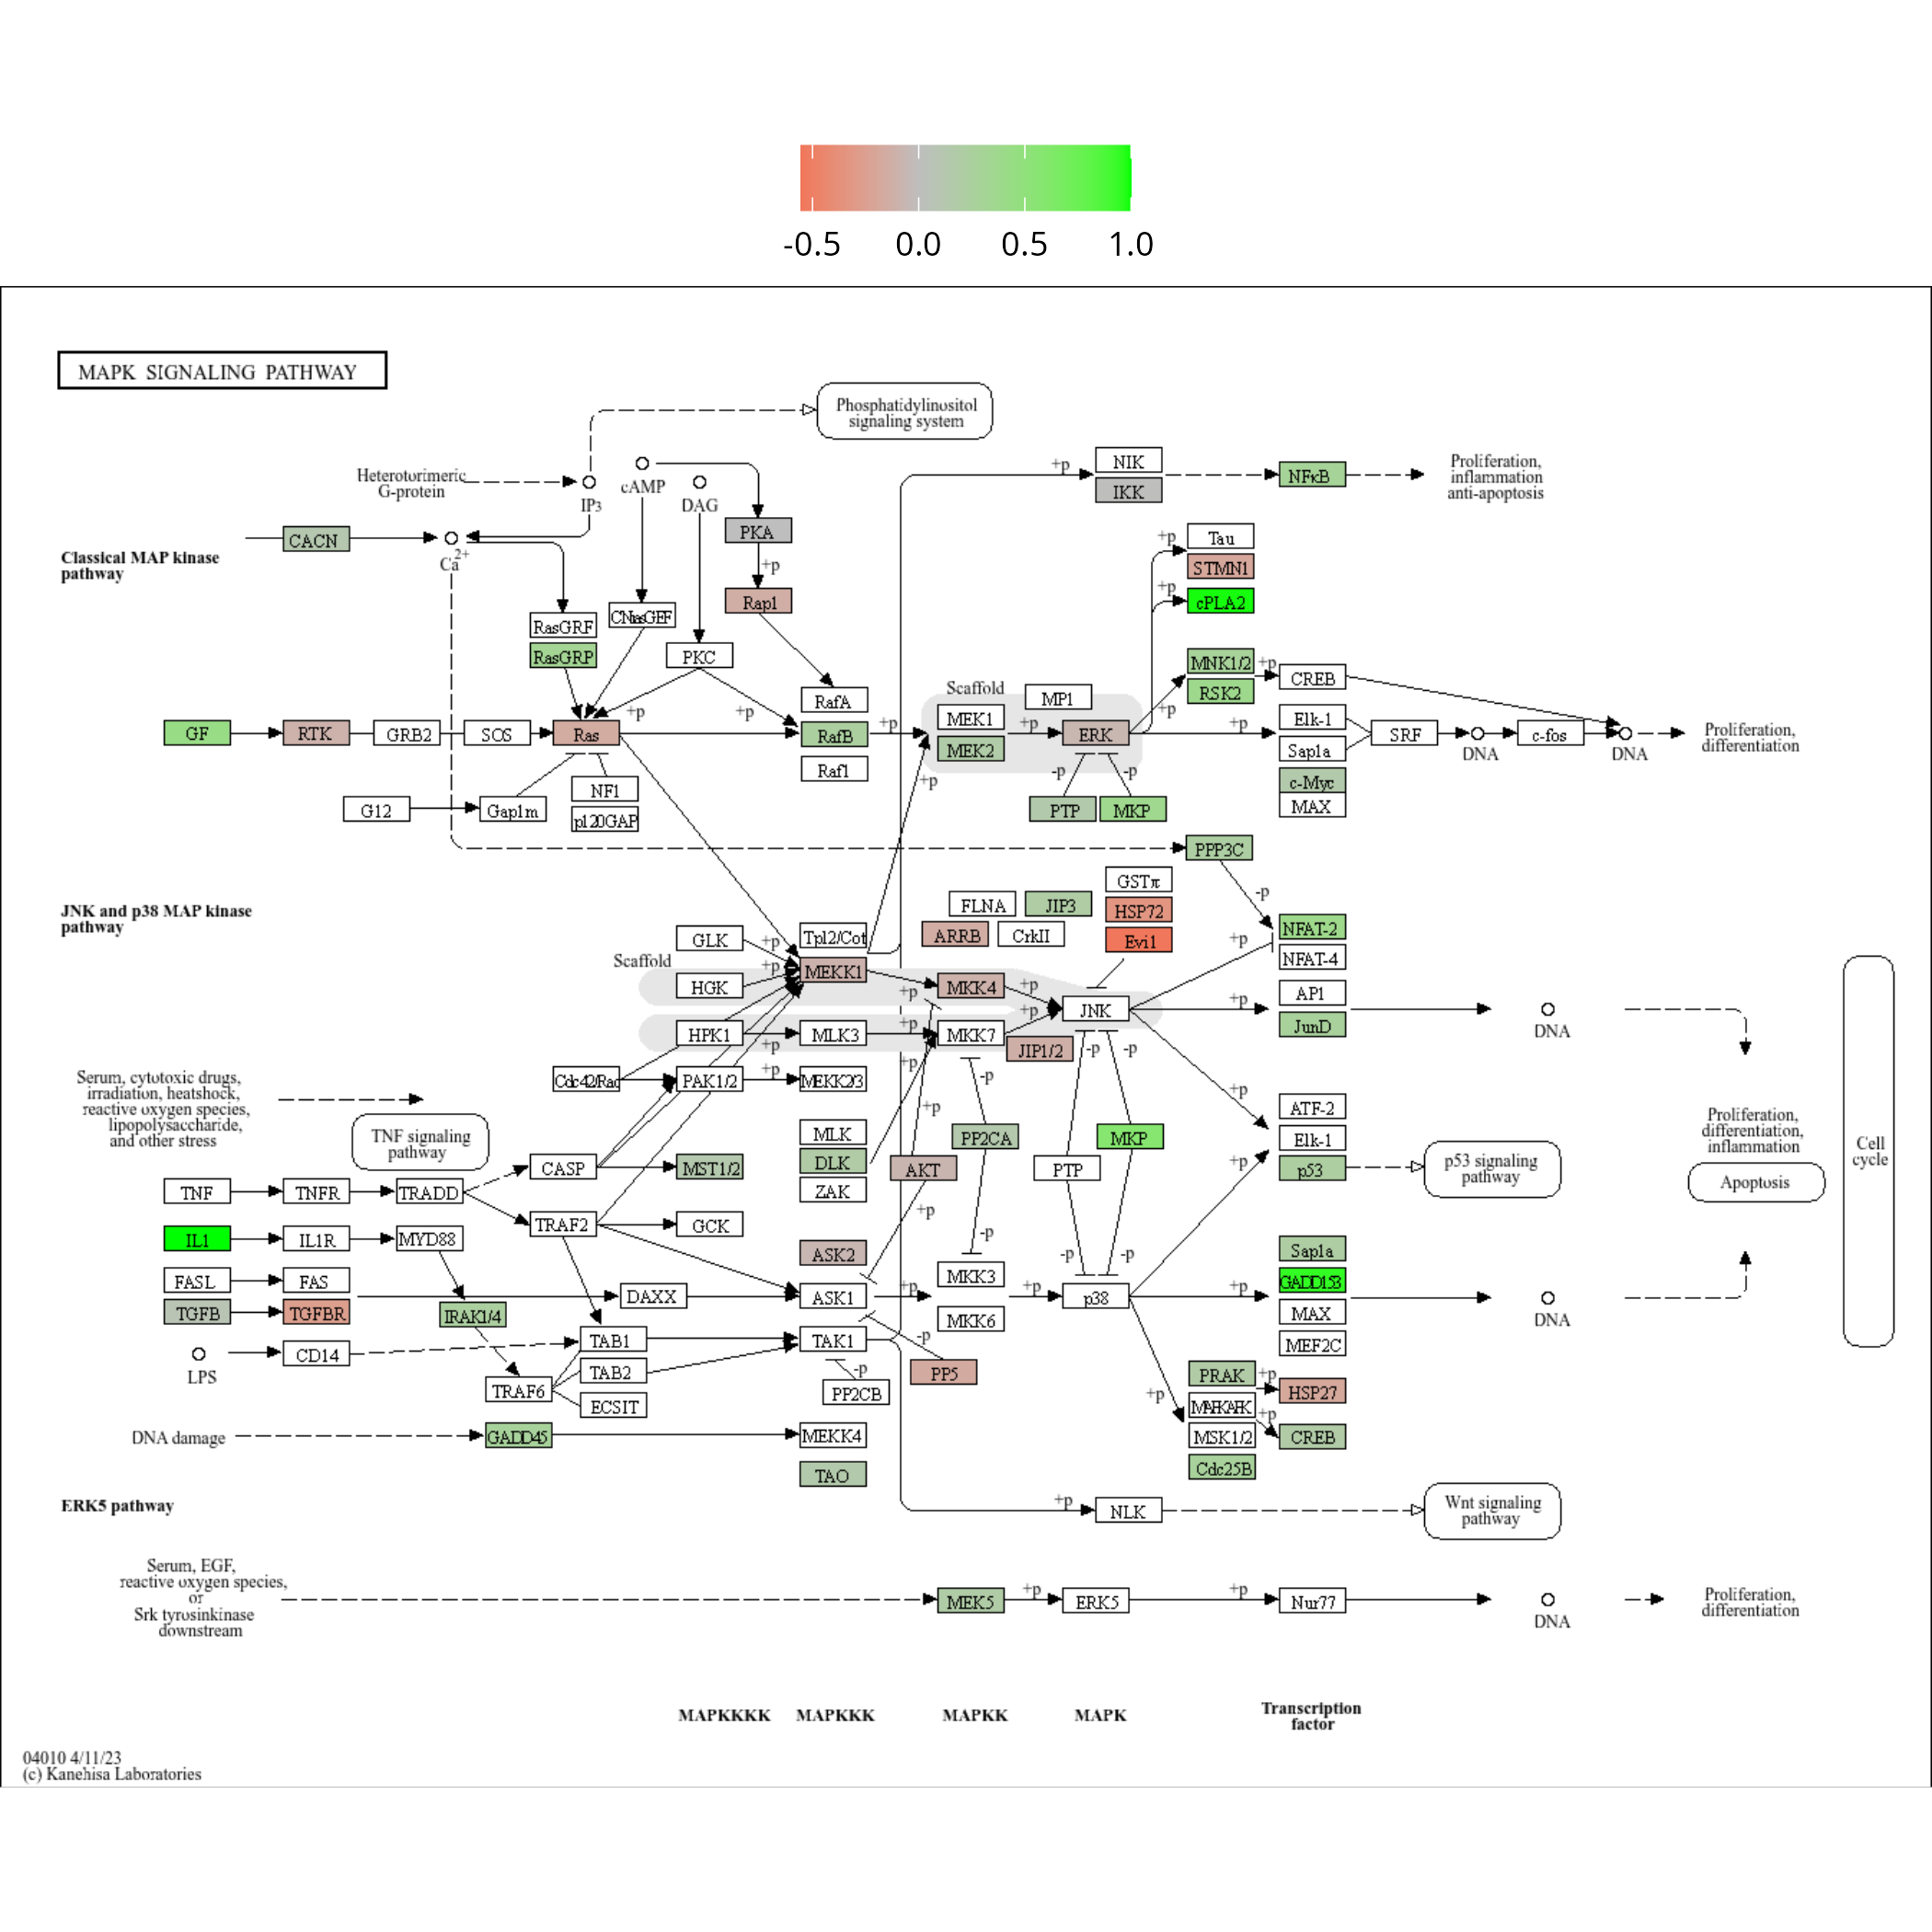 -0.5 0.0 0.5 1.0
MAPK SIGNALING PATHWAY
Phosphatidylinositol
signaling system
Heterotorimeric
G-protein
IP3
cAMP
DAG
+p
NIK
IKK
NFκB
Proliferation,
inflammation
anti-apoptosis
Classical MAP kinase
pathway
CACN
Ca2+
PKA
+p
Rap1
+p
Tau
STMN1
+p
cPLA2
RasGRF
RasGRP
CNrasGEF
PKC
RafA
Scaffold
MP1
MNK1/2
+p
RSK2
CREB
GF
RTK
GRB2
SOS
Ras
+p
+p
RafB
+p
Raf1
MEK1
MEK2
+p
ERK
+p
+p
Elk-1
Sap1a
c-Myc
MAX
SRF
DNA
c-fos
DNA
Proliferation,
differentiation
G12
Gap1m
NF1
p120GAP
+p
-p
-p
PTP
MKP
PPP3C
-p
JNK and p38 MAP kinase
pathway
FLNA
JIP3
GSTπ
HSP72
ARRB
CrkII
Evi1
NFAT-2
NFAT-4
Scaffold
GLK
HGK
HPK1
+p
+p
+p
Tpl2/Cot
MEKK1
MLK3
+p
+p
+p
MKK4
MKK7
+p
+p
JNK
JIP1/2
+p
+p
+p
AP1
JunD
DNA
Cdc42/Rac
PAK1/2
+p
MEKK2/3
-p
-p
-p
Serum, cytotoxic drugs,
irradiation, heatshock,
reactive oxygen species,
lipopolysaccharide,
and other stress
TNF signaling
pathway
MLK
DLK
ZAK
+p
AKT
+p
PP2CA
-p
PTP
MKP
-p
-p
ATF-2
Elk-1
p53
+p
p53 signaling
pathway
Proliferation,
differentiation,
inflammation
Apoptosis
Cell
cycle
CASP
MST1/2
TNF
TNFR
TRADD
TRAF2
GCK
IL1
IL1R
MYD88
ASK2
FASL
FAS
DAXX
ASK1
+p
MKK3
MKK6
+p
p38
+p
Sap1a
GADD153
MAX
MEF2C
DNA
TGFB
TGFBR
IRAK1/4
TAB1
TAK1
-p
LPS
CD14
TAB2
-p
PP2CB
PP5
TRAF6
ECSIT
+p
PRAK
+p
HSP27
MAPKAPK
+p
MSK1/2
CREB
Cdc25B
DNA damage
GADD45
MEKK4
TAO
ERK5 pathway
+p
NLK
Wnt signaling
pathway
Serum, EGF,
reactive oxygen species,
or
Srk tyrosinkinase
downstream
MEK5
+p
ERK5
+p
Nur77
DNA
Proliferation,
differentiation
MAPKKKK
MAPKKK
MAPKK
MAPK
Transcription
factor
04010 4/11/23
(c) Kanehisa Laboratories